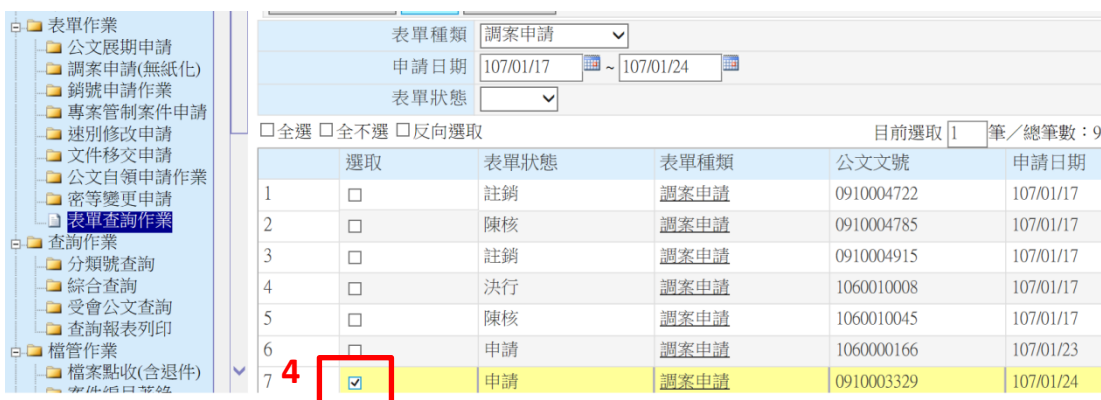 表單作業
公文展期申請
調案申請(無紙化)
銷號申請作業
專案管制案件申請
速別修改申請
文件移交申請
公文自領申請作業
密等變更申請
表單查詢作業
查詢作業
分類號查詢
綜合查詢
受會公文查詢
查詢報表列印
檔管作業
檔案點收(含退件)
案件編目著錄
表單種類 調案申請
申請日期 107/01/17 ~ 107/01/24
表單狀態
全選 全不選 反向選取 目前選取 1 筆／總筆數：9
選取 表單狀態 表單種類 公文文號 申請日期
1 註銷 調案申請 0910004722 107/01/17
2 陳核 調案申請 0910004785 107/01/17
3 註銷 調案申請 0910004915 107/01/17
4 決行 調案申請 1060010008 107/01/17
5 陳核 調案申請 1060010045 107/01/17
6 申請 調案申請 1060000166 107/01/23
7 申請 調案申請 0910003329 107/01/24
4